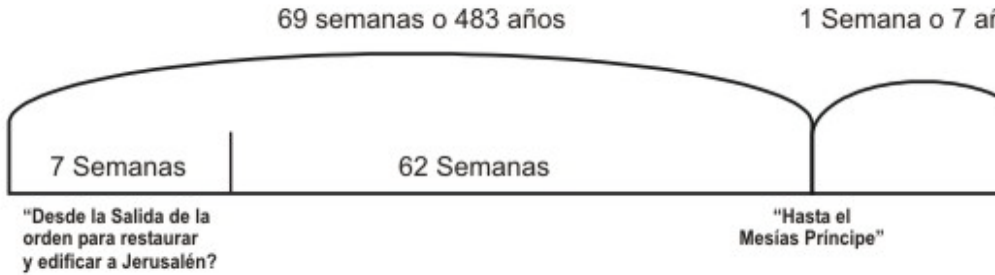 69 semanas o 483 años
1 Semana o 7
7 Semanas
62 Semanas
“Desde la Salida de la
orden para restaurar
y edificar a Jerusalén?
“Hasta el
Mesías Príncipe”